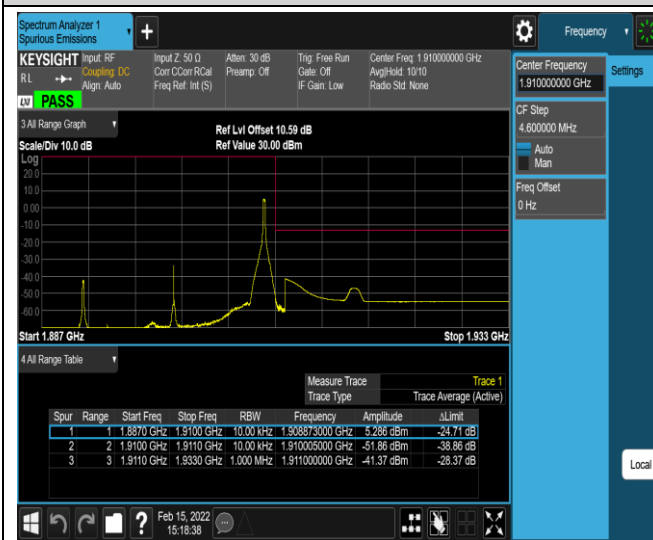 Spectrum Analyzer 1
Spurious Emissions
+
Frequency
KEYSIGHT Input: RF Input Z: 50 Ω Atten: 30 dB Trig: Free Run Center Freq: 1.910000000 GHz
RL Coupling: DC Corr CCorr RCal Preamp: Off Gate: Off Avg|Hold: 10/10
Align: Auto Freq Ref: Int (S) IF Gain: Low Radio Std: None
LXI PASS
Center Frequency
1.910000000 GHz
Settings
CF Step
4.600000 MHz
Auto
Man
Freq Offset
0 Hz
3 All Range Graph
Ref Lvl Offset 10.59 dB
Scale/Div 10.0 dB Ref Value 30.00 dBm
Log
20.0
10.0
0.00
-10.0
-20.0
-30.0
-40.0
-50.0
-60.0
Start 1.887 GHz Stop 1.933 GHz
4 All Range Table
Measure Trace Trace 1
Trace Type Trace Average (Active)
Spur Range Start Freq Stop Freq RBW Frequency Amplitude ΔLimit
1 1 1.8870 GHz 1.9100 GHz 10.00 kHz 1.908873000 GHz 5.286 dBm -24.71 dB
2 2 1.9100 GHz 1.9110 GHz 10.00 kHz 1.910005000 GHz -51.86 dBm -38.86 dB
3 3 1.9110 GHz 1.9330 GHz 1.000 MHz 1.911000000 GHz -41.37 dBm -28.37 dB
Local
? Feb 15, 2022
15:18:38